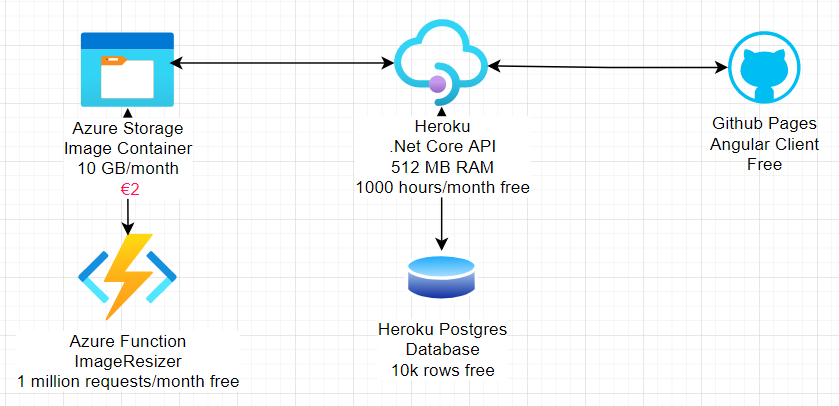 Azure Storage
Image Container
10 GB/month
€2
Heroku
.Net Core API
512 MB RAM
1000 hours/month free
Github Pages
Angular Client
Free
Azure Function
ImageResizer
1 million requests/month free
Heroku Postgres
Database
10k rows free